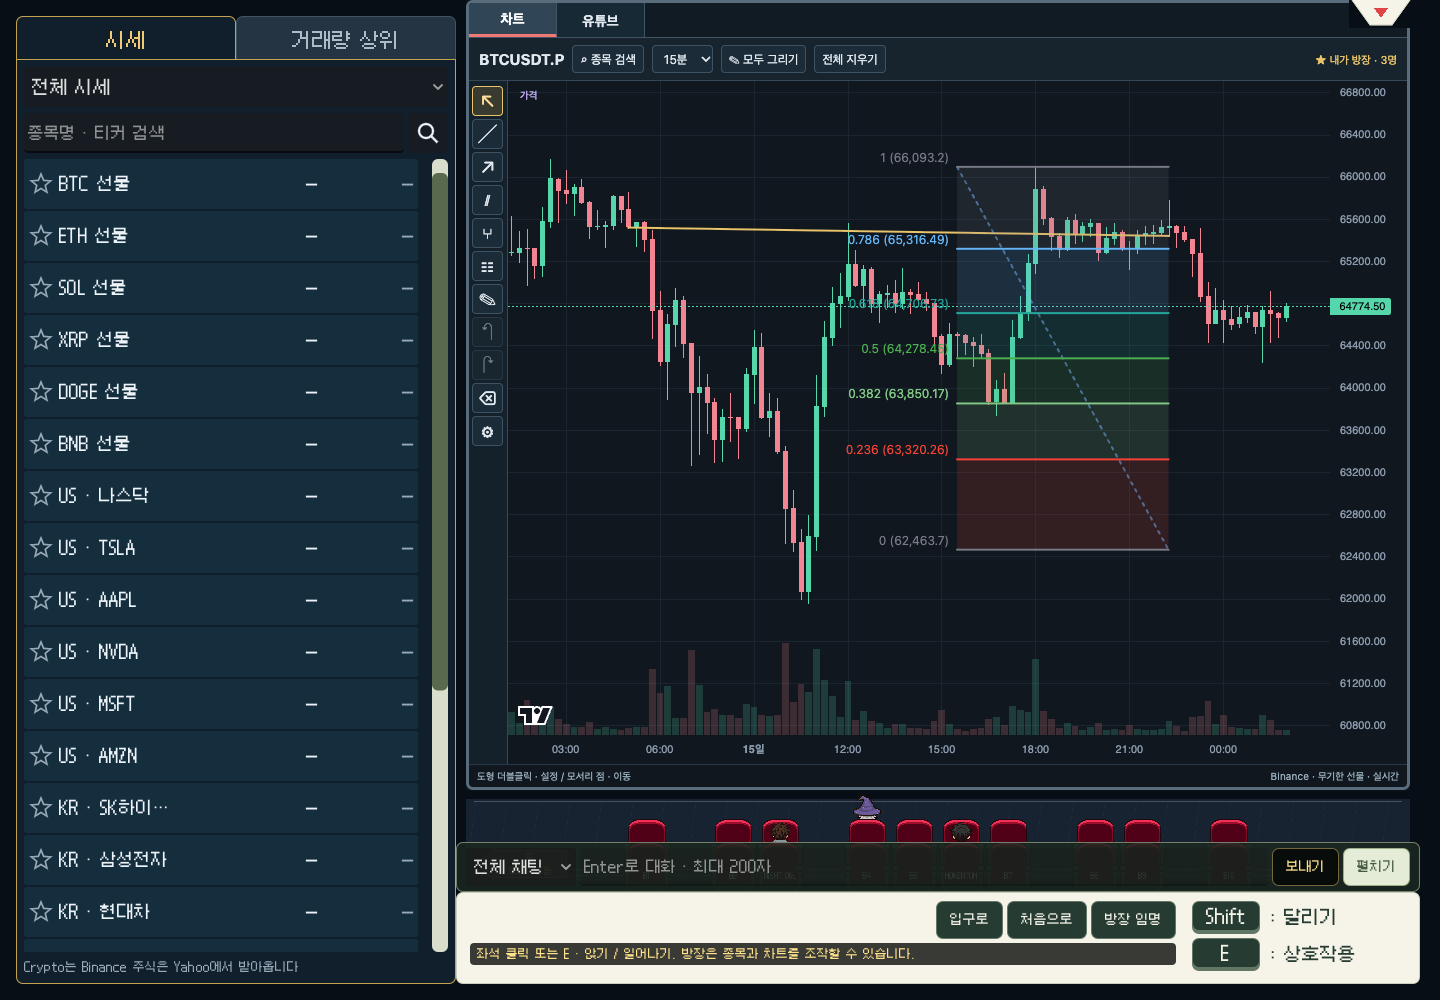 시세
거래량 상위
전체 시세
종목명 · 티커 검색
BTC 선물 – –
ETH 선물 – –
SOL 선물 – –
XRP 선물 – –
DOGE 선물 – –
BNB 선물 – –
US · 나스닥 – –
US · TSLA – –
US · AAPL – –
US · NVDA – –
US · MSFT – –
US · AMZN – –
KR · SK하이… – –
KR · 삼성전자 – –
KR · 현대차 – –
Crypto는 Binance 주식은 Yahoo에서 받아옵니다
차트
유튜브
BTCUSDT.P
종목 검색
15분
모두 그리기
전체 지우기
★ 내가 방장 · 3명
가격
1 (66,093.2)
0.786 (65,316.49)
0.5 (64,278.45)
0.382 (63,850.17)
0.236 (63,320.26)
0 (62,463.7)
66800.00
66400.00
66000.00
65600.00
65200.00
64774.50
64400.00
64000.00
63600.00
63200.00
62800.00
62400.00
62000.00
61600.00
61200.00
60800.00
03:00 06:00 15일 12:00 15:00 18:00 21:00 00:00
도형 더블클릭 · 설정 / 모서리 점 · 이동
Binance · 무기한 선물 · 실시간
전체 채팅
Enter로 대화 · 최대 200자
보내기
펼치기
입구로
처음으로
방장 임명
Shift : 달리기
좌석 클릭 또는 E · 앉기 / 일어나기. 방장은 종목과 차트를 조작할 수 있습니다.
E : 상호작용